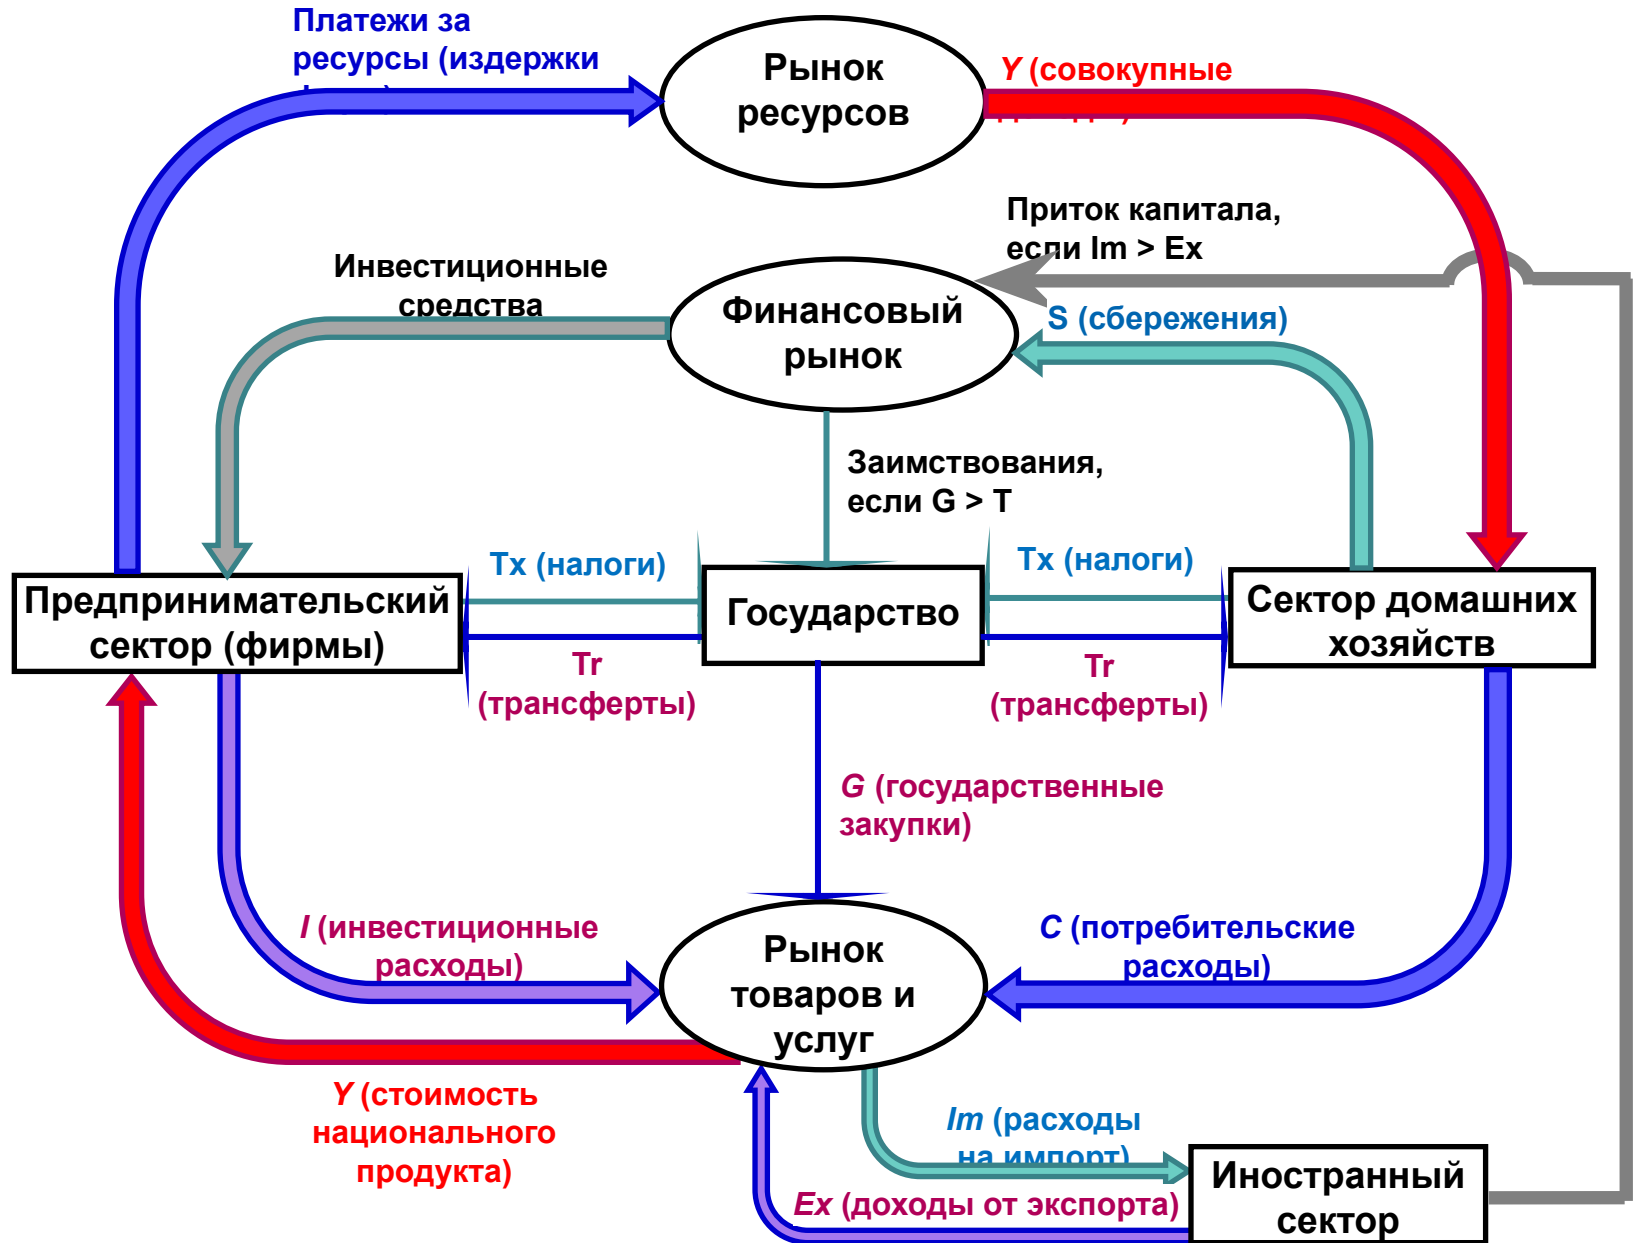 Платежи за
ресурсы (издержки
Рынок
ресурсов
Y (совокупные
Приток капитала,
если Im > Ex
Инвестиционные
средства
Финансовый
рынок
S (сбережения)
Заимствования,
если G > T
Tx (налоги)
Tx (налоги)
Предпринимательский
сектор (фирмы)
Государство
Сектор домашних
хозяйств
Tr
(трансферты)
Tr
(трансферты)
G (государственные
закупки)
I (инвестиционные
расходы)
Рынок
товаров и
услуг
C (потребительские
расходы)
Y (стоимость
национального
продукта)
Im (расходы
на импорт)
Ex (доходы от экспорта)
Иностранный
сектор